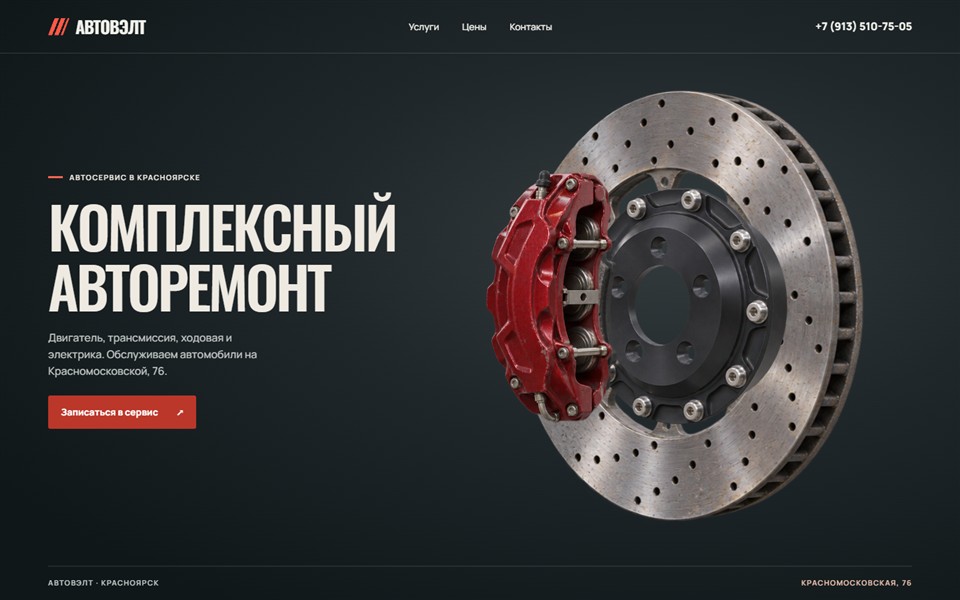 АВТОВЭЛТ
Услуги
Цены
Контакты
+7 (913) 510-75-05
АВТОСЕРВИС В КРАСНОЯРСКЕ
КОМПЛЕКСНЫЙ
АВТОРЕМОНТ
Двигатель, трансмиссия, ходовая и
электрика. Обслуживаем автомобили на
Красномосковской, 76.
Записаться в сервис ↗
АВТОВЭЛТ · КРАСНОЯРСК
КРАСНОМОСКОВСКАЯ, 76